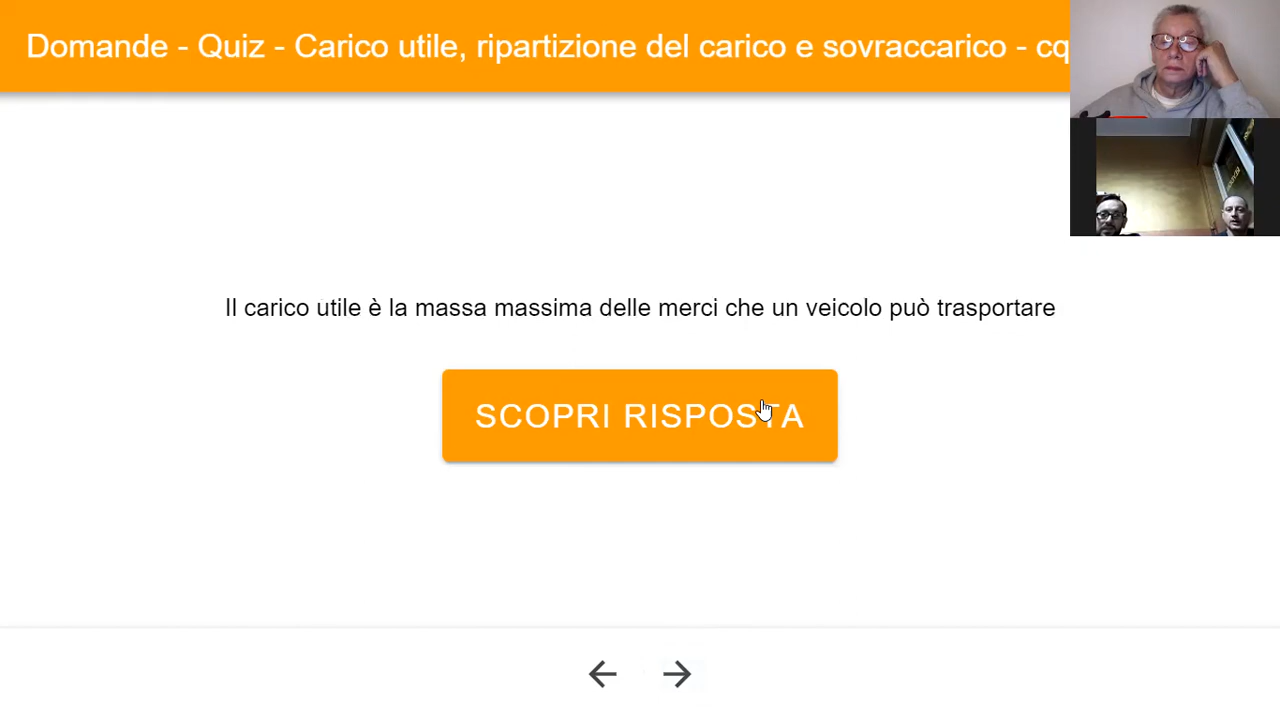 Domande - Quiz - Carico utile, ripartizione del carico e sovraccarico - cq
Il carico utile è la massa massima delle merci che un veicolo può trasportare
SCOPRI RISPOSTA